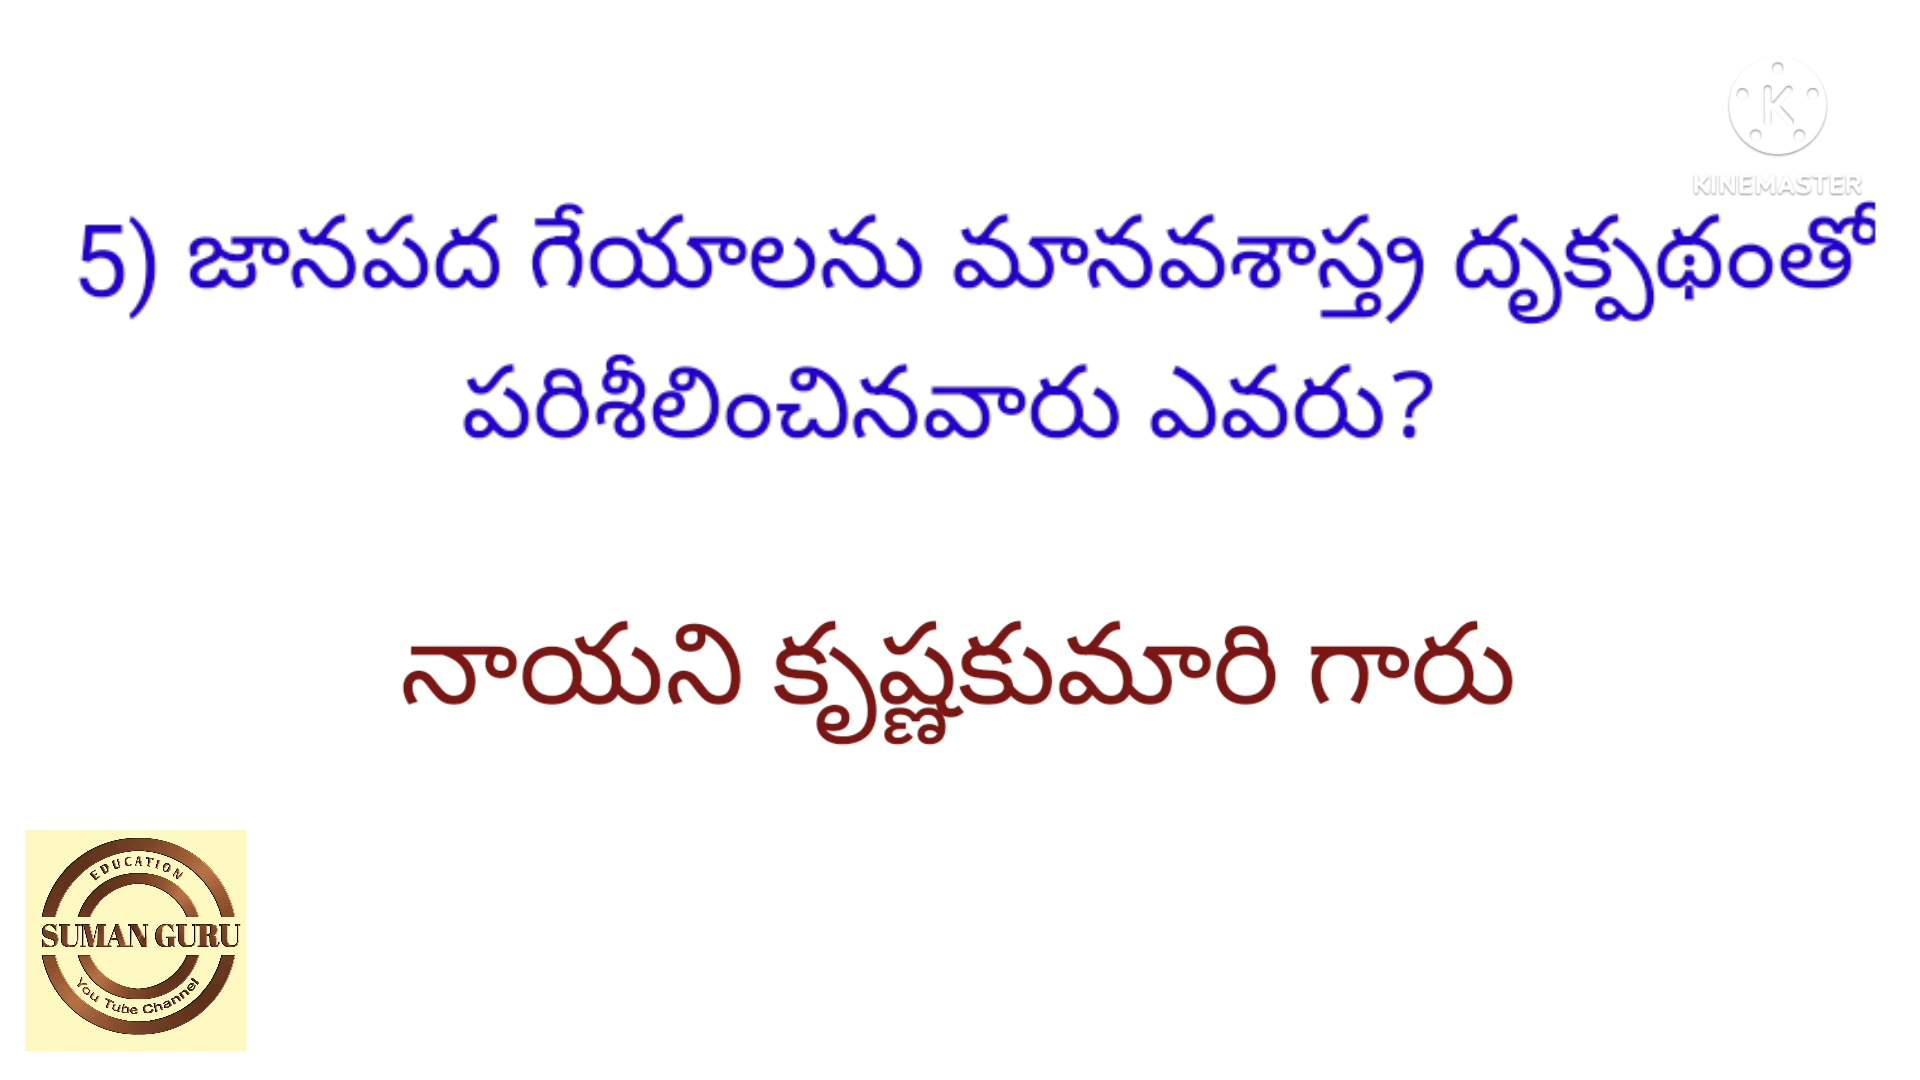 KINEMASTER
5) జానపద గేయాలను మానవశాస్త్ర దృక్పథంతో
పరిశీలించినవారు ఎవరు?
నాయని కృష్ణకుమారి గారు
EDUCATION
SUMAN GURU
You Tube Channel